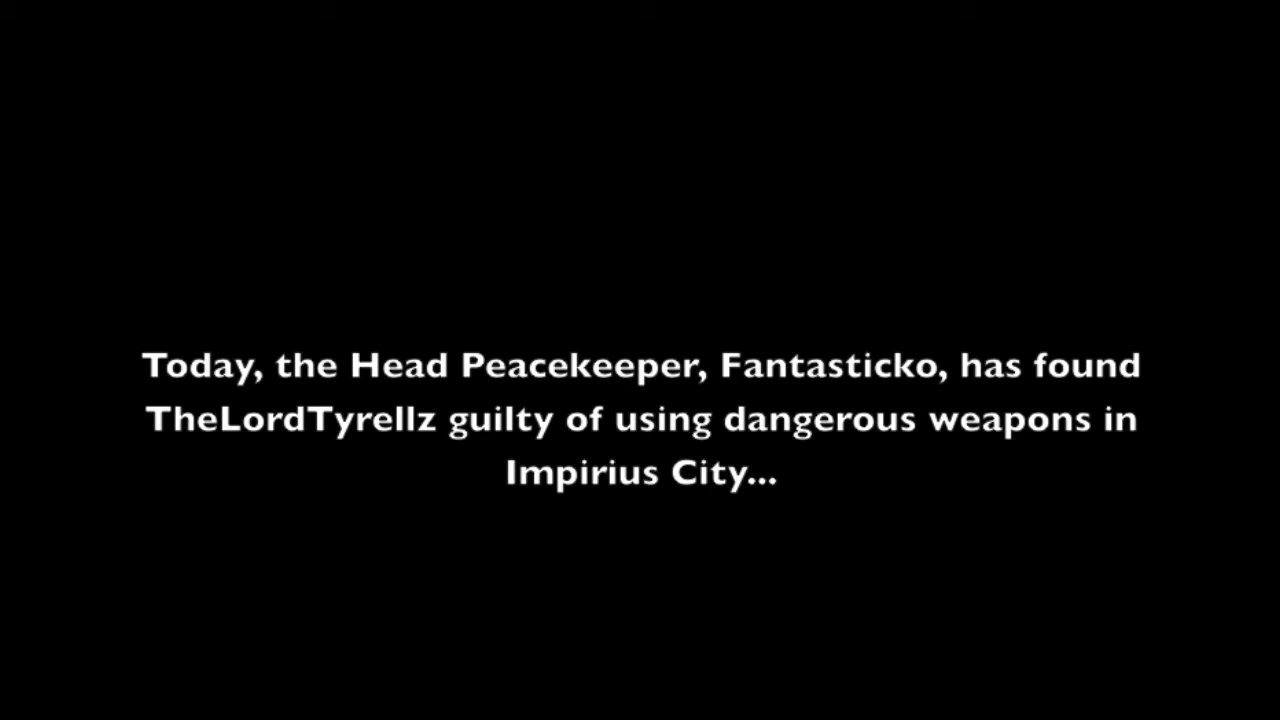 Today, the Head Peacekeeper, Fantasticko, has found
TheLordTyrellz guilty of using dangerous weapons in
Impirius City...